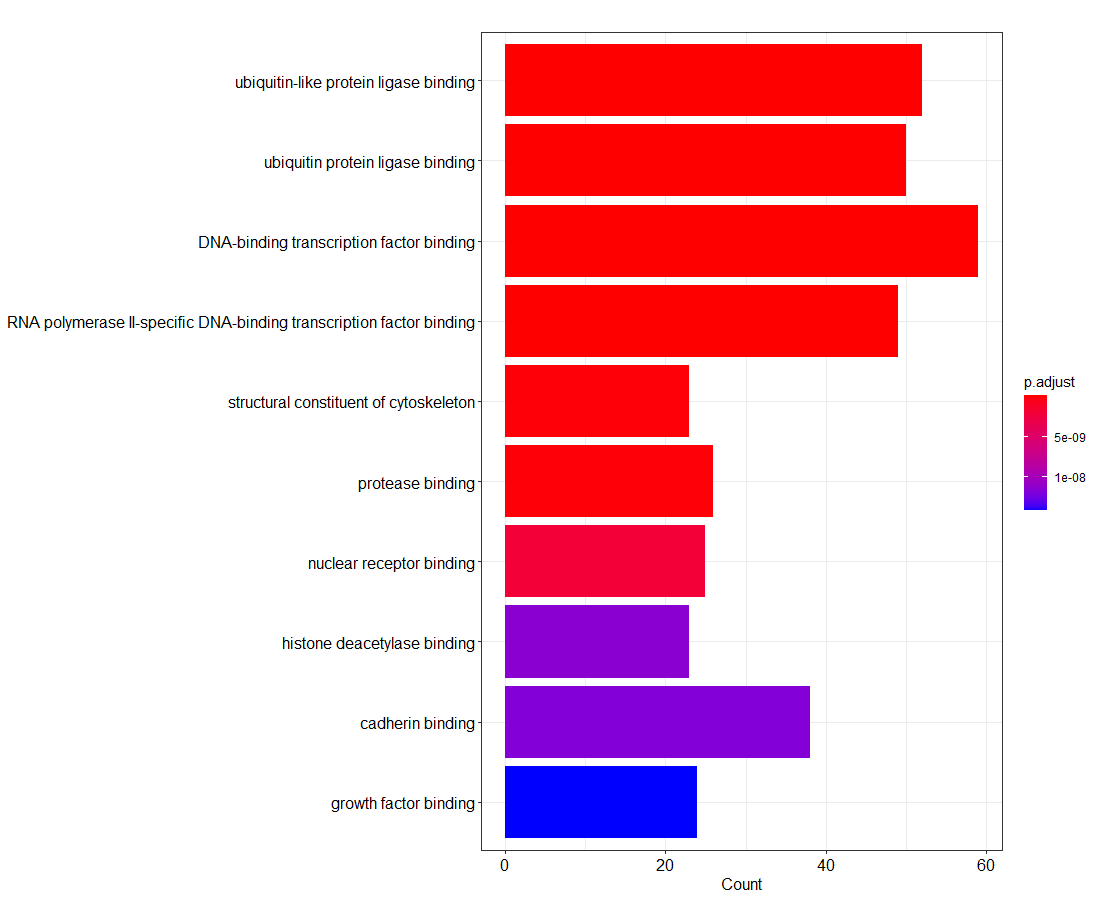 ubiquitin-like protein ligase binding
ubiquitin protein ligase binding
DNA-binding transcription factor binding
RNA polymerase II-specific DNA-binding transcription factor binding
structural constituent of cytoskeleton
protease binding
nuclear receptor binding
histone deacetylase binding
cadherin binding
growth factor binding
0 20 40 60
Count
p.adjust
5e-09
1e-08